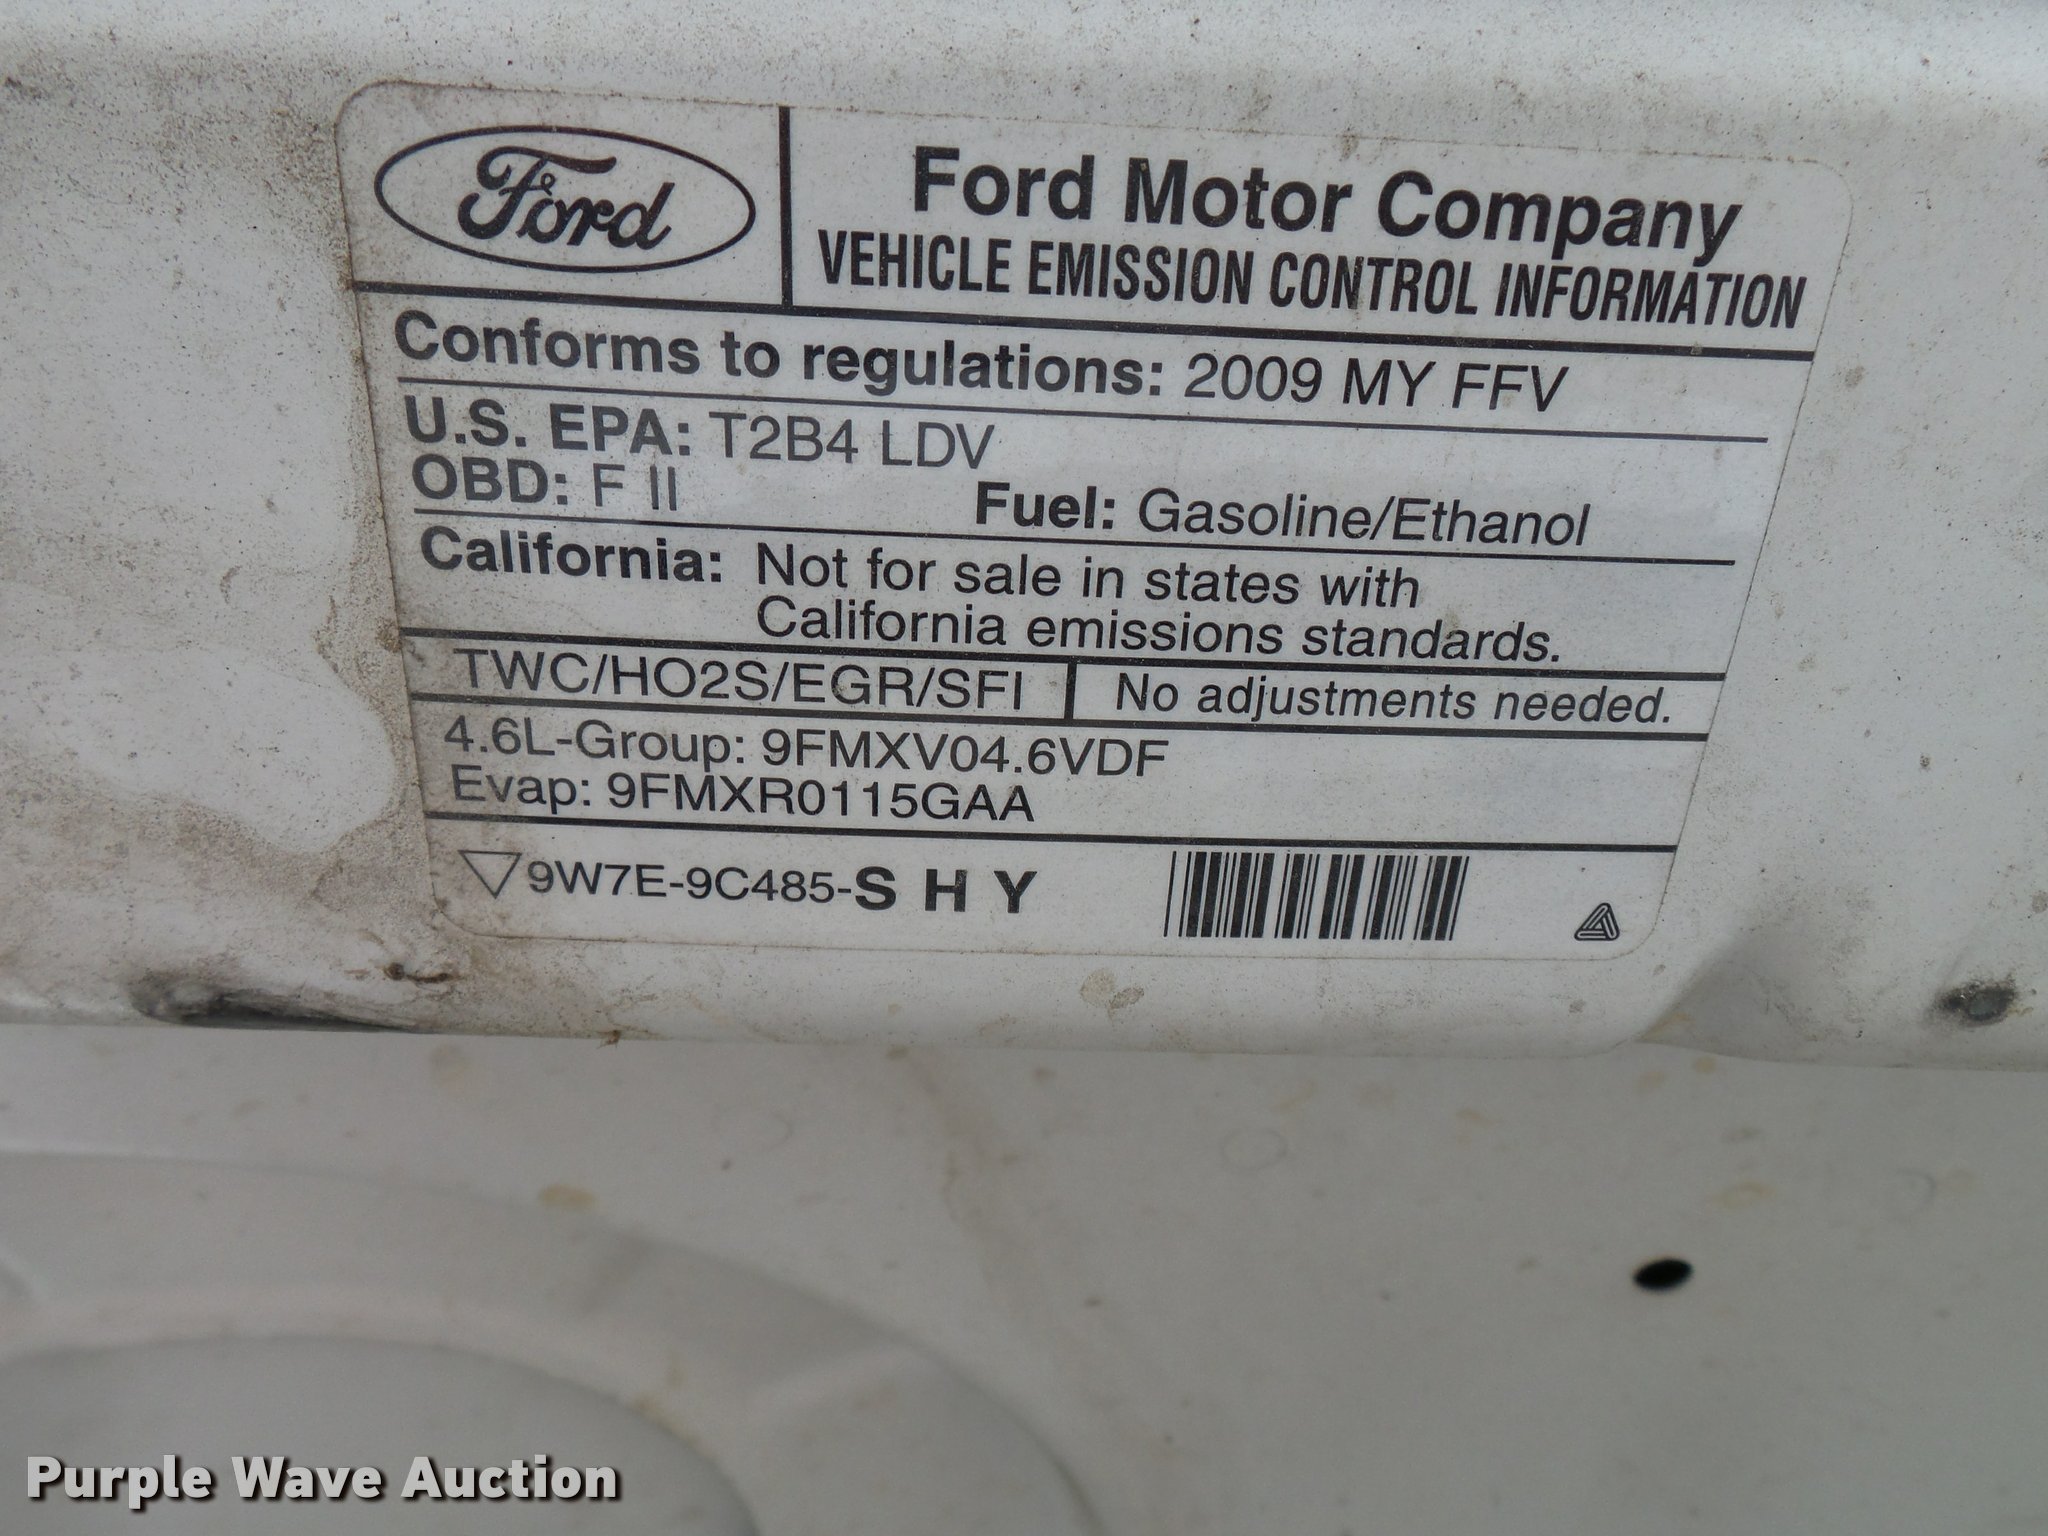 Ford
Ford Motor Company
VEHICLE EMISSION CONTROL INFORMATION
Conforms to regulations: 2009 MY FFV
U.S. EPA: T2B4 LDV
OBD: F II Fuel: Gasoline/Ethanol
California: Not for sale in states with
California emissions standards.
TWC/HO2S/EGR/SFI No adjustments needed.
4.6L-Group: 9FMXV04.6VDF
Evap: 9FMXR0115GAA
9W7E-9C485-S H Y
Purple Wave Auction